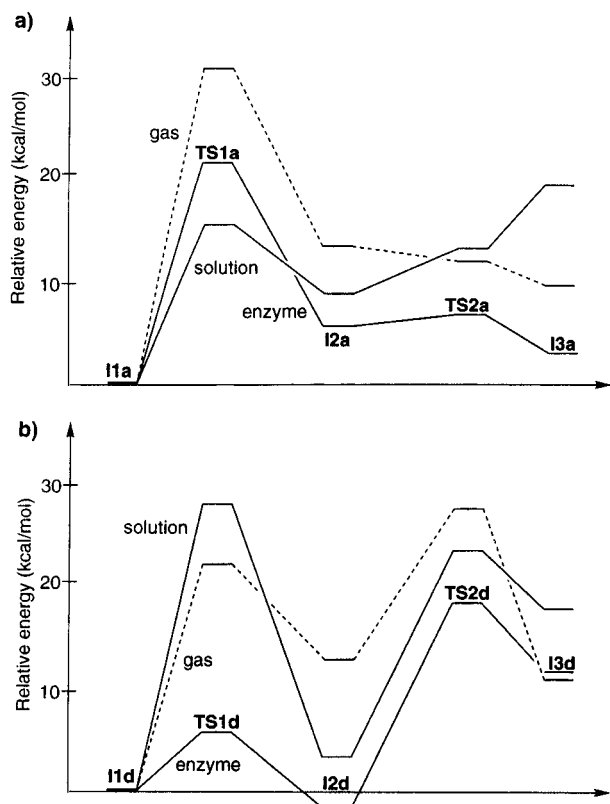 a)
Relative energy (kcal/mol)
30
20
10
gas
TS1a
solution
enzyme
I2a
TS2a
I3a
I1a
b)
Relative energy (kcal/mol)
30
20
10
solution
gas
TS1d
enzyme
I2d
TS2d
I3d
I1d